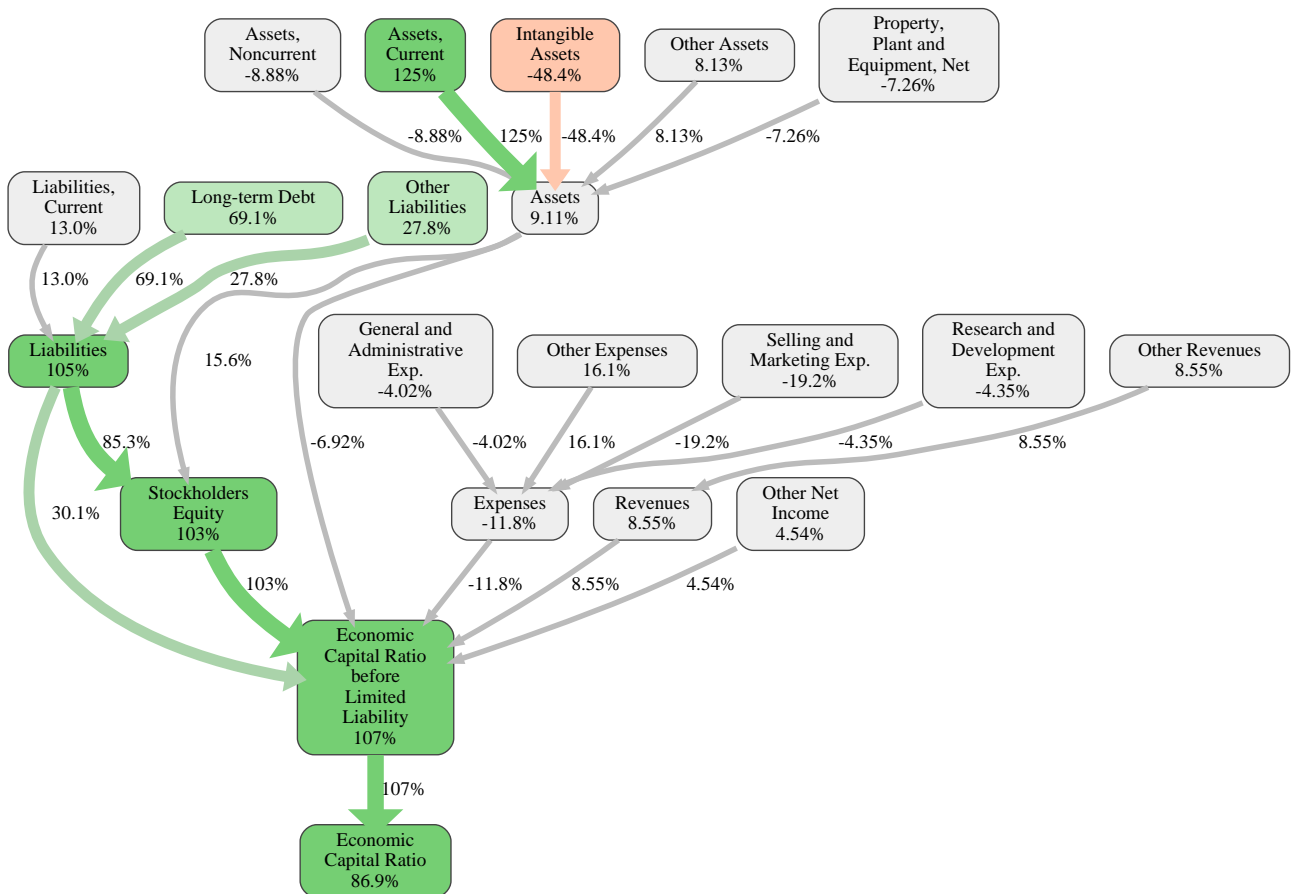 Assets,
Noncurrent
-8.88%
Assets,
Current
125%
Intangible
Assets
-48.4%
Other Assets
8.13%
Property,
Plant and
Equipment, Net
-7.26%
-8.88%
125%
-48.4%
8.13%
-7.26%
Liabilities,
Current
13.0%
Long-term Debt
69.1%
Other
Liabilities
27.8%
Assets
9.11%
13.0%
69.1%
27.8%
Liabilities
105%
15.6%
General and
Administrative
Exp.
-4.02%
Other Expenses
16.1%
Selling and
Marketing Exp.
-19.2%
Research and
Development
Exp.
-4.35%
Other Revenues
8.55%
85.3%
-6.92%
-4.02%
16.1%
-19.2%
-4.35%
8.55%
30.1%
Stockholders
Equity
103%
Expenses
-11.8%
Revenues
8.55%
Other Net
Income
4.54%
103%
-11.8%
8.55%
4.54%
Economic
Capital Ratio
before
Limited
Liability
107%
107%
Economic
Capital Ratio
86.9%